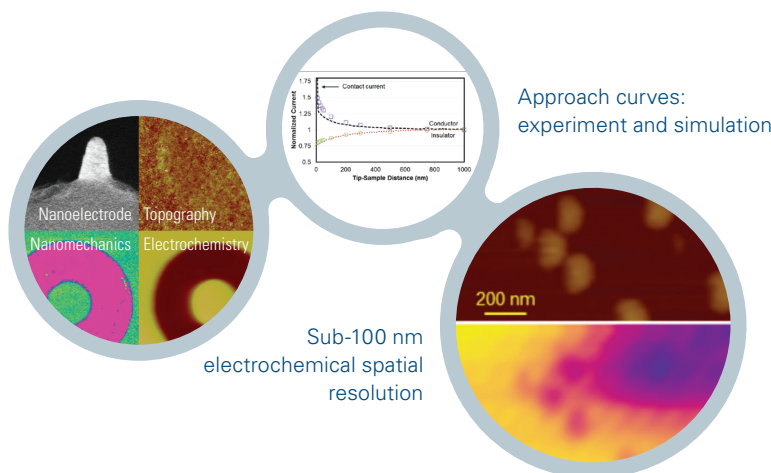 1.75
1.5
1.25
1
0.75
0.5
Normalized Current
Contact current
Conductor
Insulator
0 200 400 600 800 1000
Tip-Sample Distance (nm)
Approach curves:
experiment and simulation
Nanoelectrode Topography
Nanomechanics Electrochemistry
200 nm
Sub-100 nm
electrochemical spatial
resolution